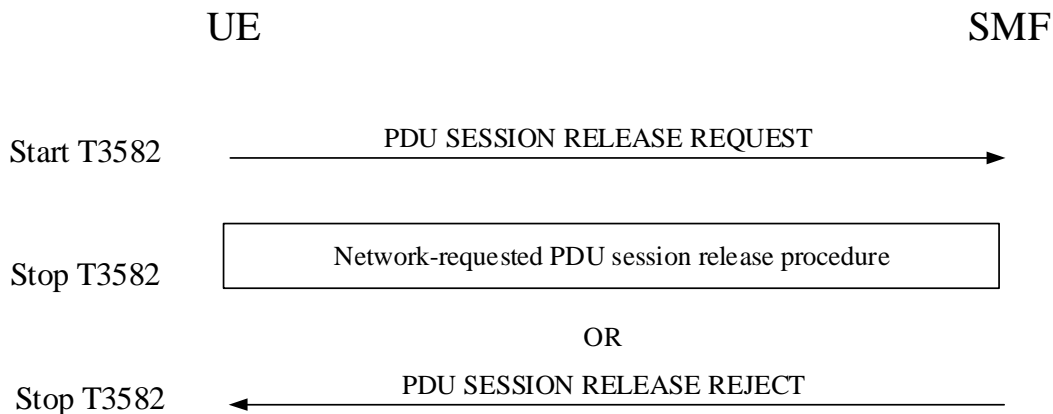 UE SMF
Start T3582 PDU SESSION RELEASE REQUEST
Stop T3582 Network-requested PDU session release procedure
OR
Stop T3582 PDU SESSION RELEASE REJECT